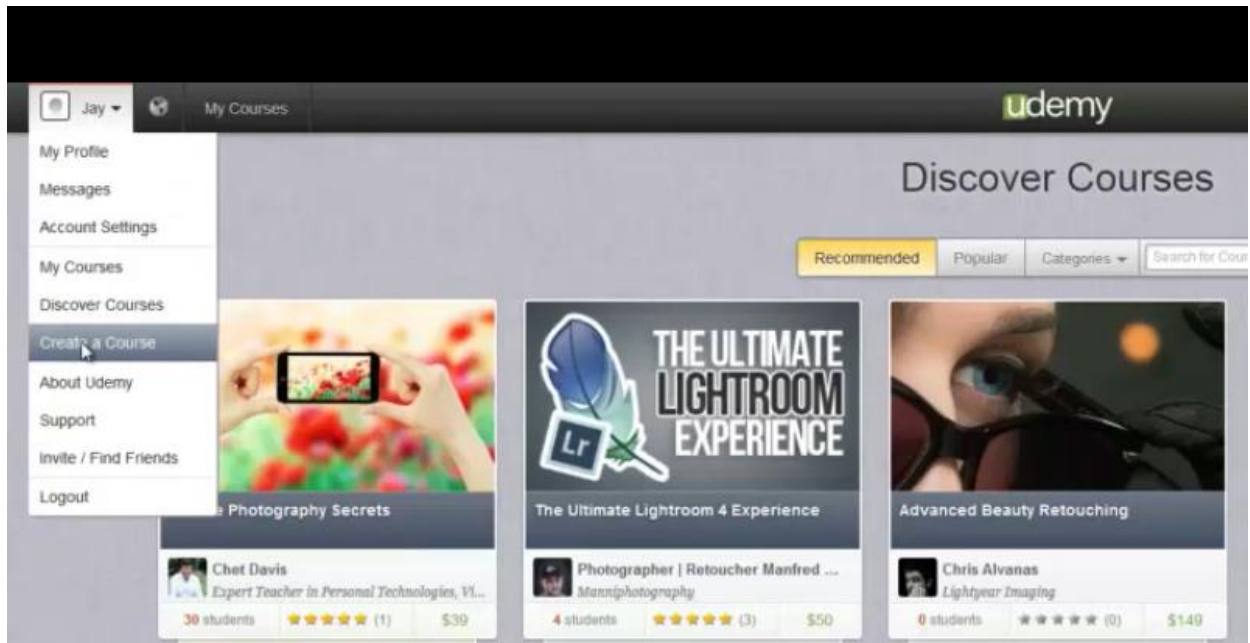 Jay
My Courses
udemy
My Profile
Messages
Account Settings
My Courses
Discover Courses
Create a Course
About Udemy
Support
Invite / Find Friends
Logout
Discover Courses
Recommended Popular Categories Search for Cour
THE ULTIMATE
LIGHTROOM
EXPERIENCE
Lr
Photography Secrets
Chet Davis
Expert Teacher in Personal Technologies, Vi...
30 students (1) $39
The Ultimate Lightroom 4 Experience
Photographer | Retoucher Manfred ...
Manniphotography
4 students (3) $50
Advanced Beauty Retouching
Chris Alvanas
Lightyear Imaging
0 students (0) $149